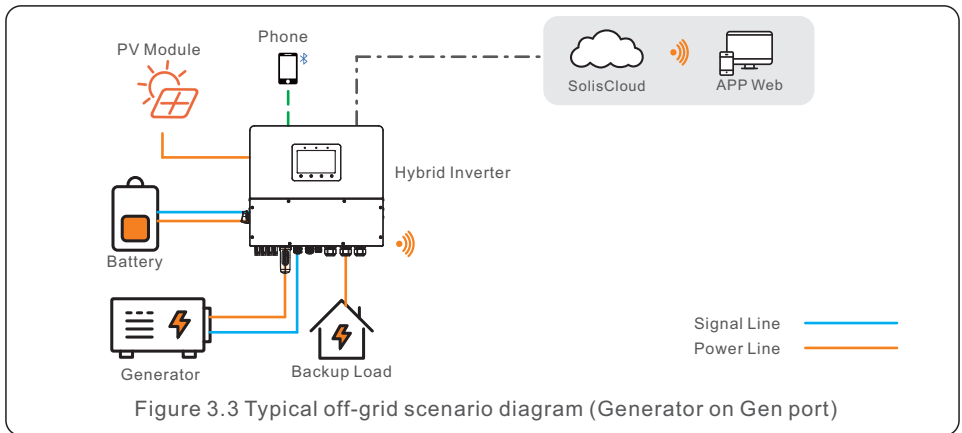 Phone
PV Module
SolisCloud
APP Web
Hybrid Inverter
Battery
Generator
Backup Load
Signal Line
Power Line
Figure 3.3 Typical off-grid scenario diagram (Generator on Gen port)